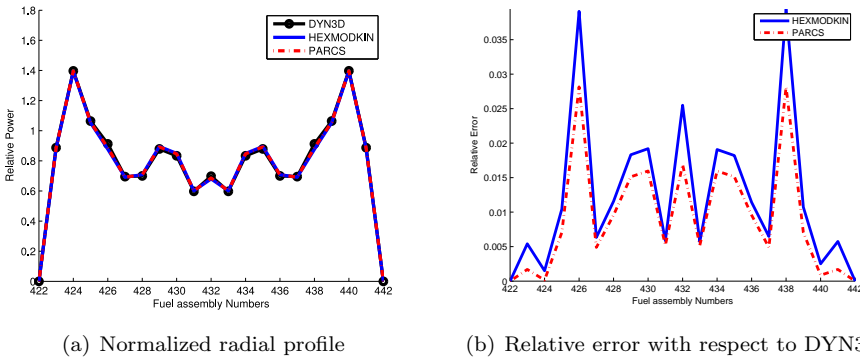 1.8
1.6
1.4
1.2
1
0.8
0.6
0.4
0.2
0
Relative Power
DYN3D
HEXMODKIN
PARCS
422 424 426 428 430 432 434 436 438 440 442
Fuel assembly Numbers
(a) Normalized radial profile
0.035
0.03
0.025
0.02
0.015
0.01
0.005
0
Relative Error
HEXMODKIN
PARCS
422 424 426 428 430 432 434 436 438 440 442
Fuel assembly Numbers
(b) Relative error with respect to DYN3